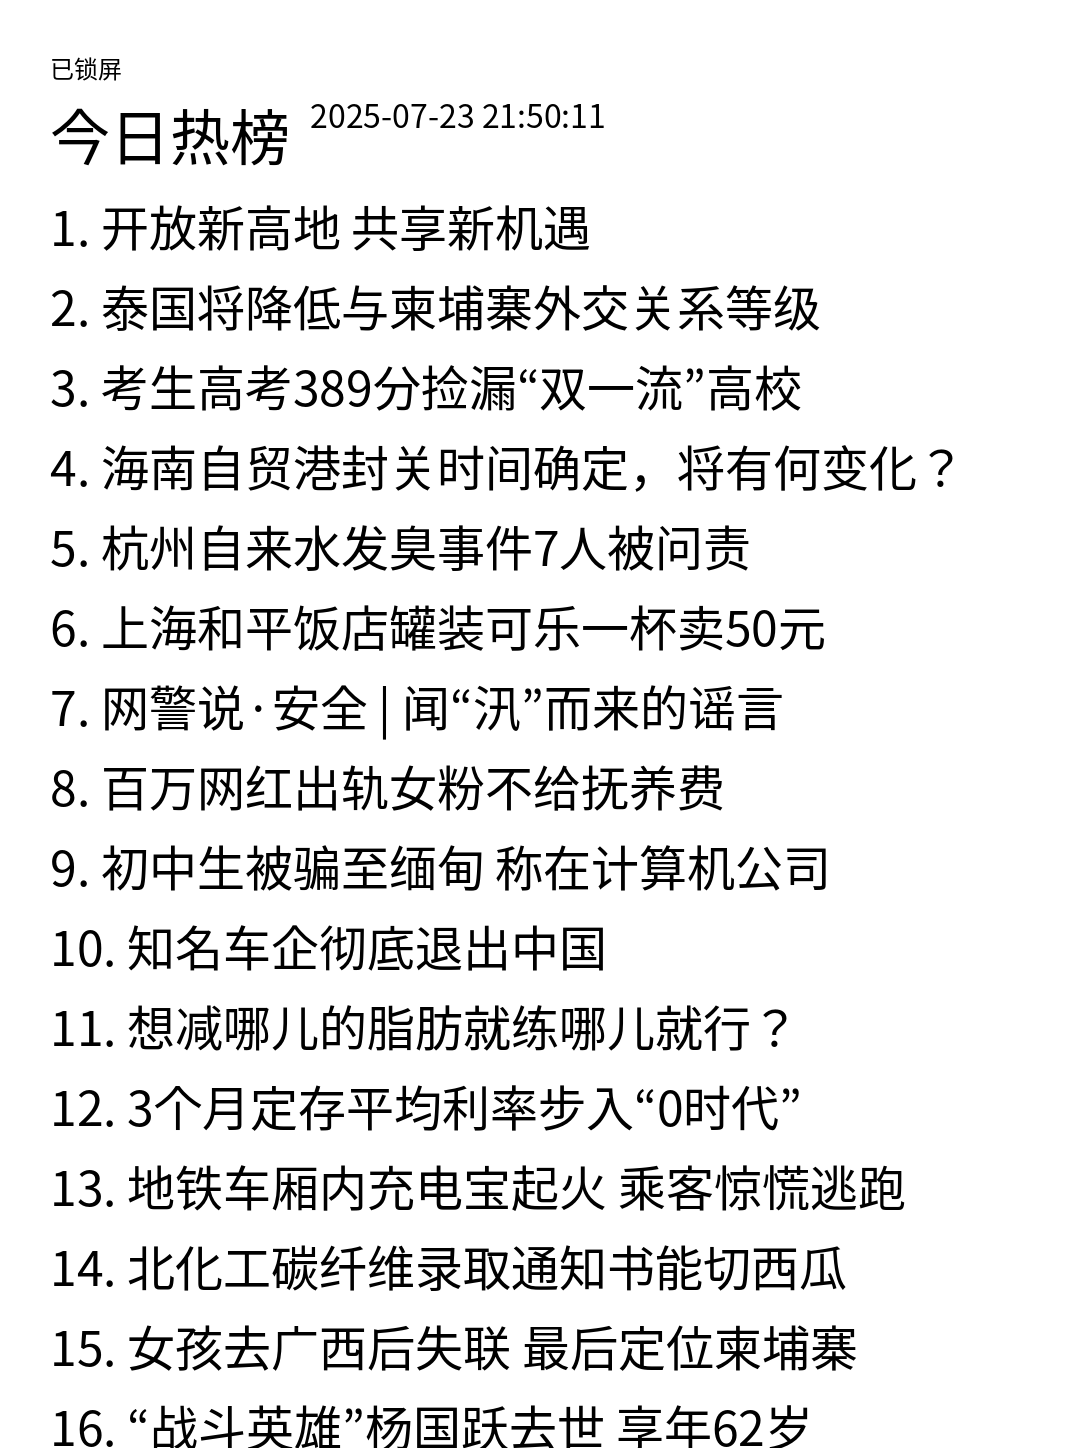 已锁屏
今日热榜 2025-07-23 21:50:11
1. 开放新高地 共享新机遇
2. 泰国将降低与柬埔寨外交关系等级
3. 考生高考389分捡漏“双一流”高校
4. 海南自贸港封关时间确定，将有何变化？
5. 杭州自来水发臭事件7人被问责
6. 上海和平饭店罐装可乐一杯卖50元
7. 网警说·安全 | 闻“汛”而来的谣言
8. 百万网红出轨女粉不给抚养费
9. 初中生被骗至缅甸 称在计算机公司
10. 知名车企彻底退出中国
11. 想减哪儿的脂肪就练哪儿就行？
12. 3个月定存平均利率步入“0时代”
13. 地铁车厢内充电宝起火 乘客惊慌逃跑
14. 北化工碳纤维录取通知书能切西瓜
15. 女孩去广西后失联 最后定位柬埔寨
16. “战斗英雄”杨国跃去世 享年62岁